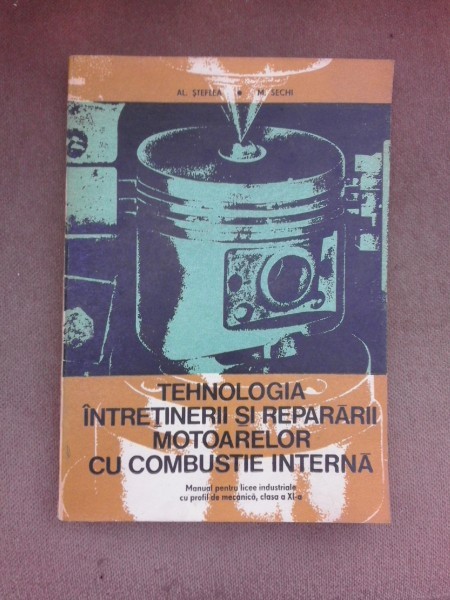 AL. ȘTEFLEA • M. SECHI
TEHNOLOGIA
ÎNTREȚINERII ȘI REPARĂRII
MOTOARELOR
CU COMBUSTIE INTERNĂ
Manual pentru licee industriale
cu profil de mecanică, clasa a XI-a